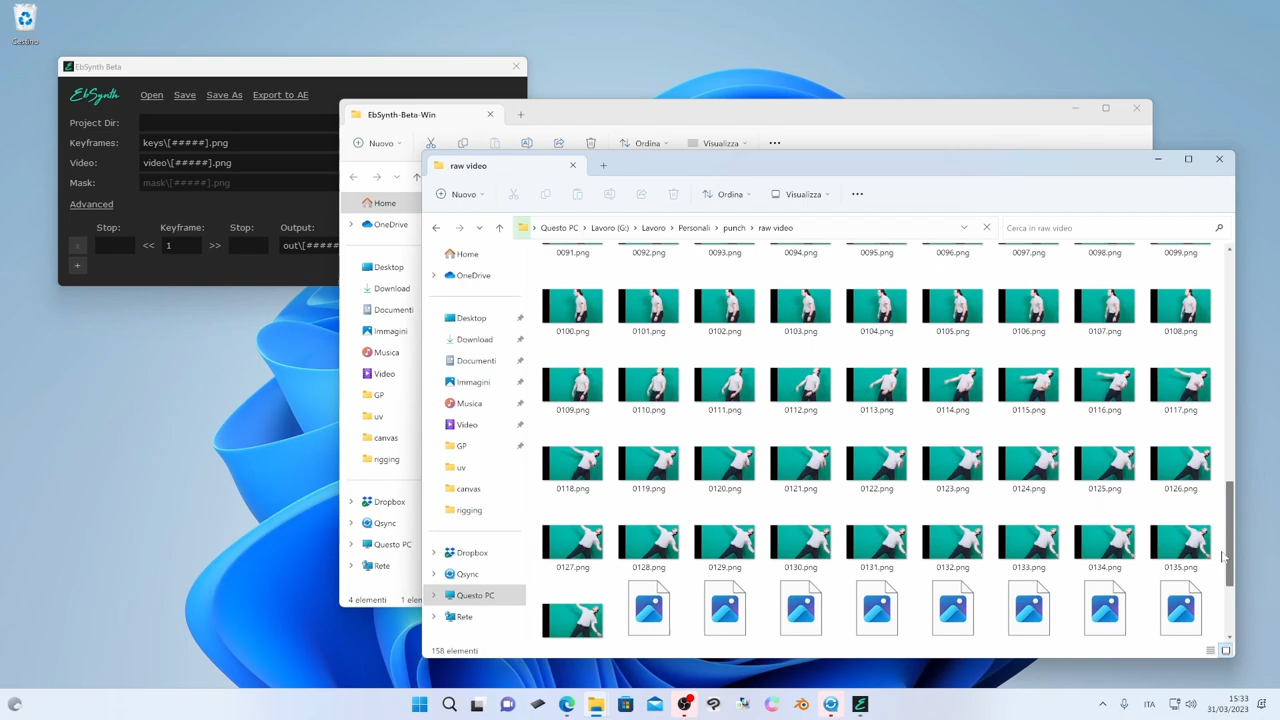 Cestino
EbSynth Beta
EbSynth
Open Save Save As Export to AE
Project Dir:
Keyframes: keys\[#####].png
Video: video\[#####].png
Mask: mask\[#####].png
Advanced
Stop: Keyframe: Stop: Output:
x << 1 >> out\[#####
+
EbSynth-Beta-Win
Nuovo Ordina Visualizza
Home
OneDrive
Desktop
Download
Documenti
Immagini
Musica
Video
GP
uv
canvas
rigging
Dropbox
Qsync
Questo PC
Rete
4 elementi 1 elem
raw video
Nuovo Ordina Visualizza
Questo PC Lavoro (G:) Lavoro Personali punch raw video
Cerca in raw video
Home
OneDrive
Desktop
Download
Documenti
Immagini
Musica
Video
GP
uv
canvas
rigging
Dropbox
Qsync
Questo PC
Rete
0091.png 0092.png 0093.png 0094.png 0095.png 0096.png 0097.png 0098.png 0099.png
0100.png 0101.png 0102.png 0103.png 0104.png 0105.png 0106.png 0107.png 0108.png
0109.png 0110.png 0111.png 0112.png 0113.png 0114.png 0115.png 0116.png 0117.png
0118.png 0119.png 0120.png 0121.png 0122.png 0123.png 0124.png 0125.png 0126.png
0127.png 0128.png 0129.png 0130.png 0131.png 0132.png 0133.png 0134.png 0135.png
158 elementi
ITA
15:33
31/03/2023